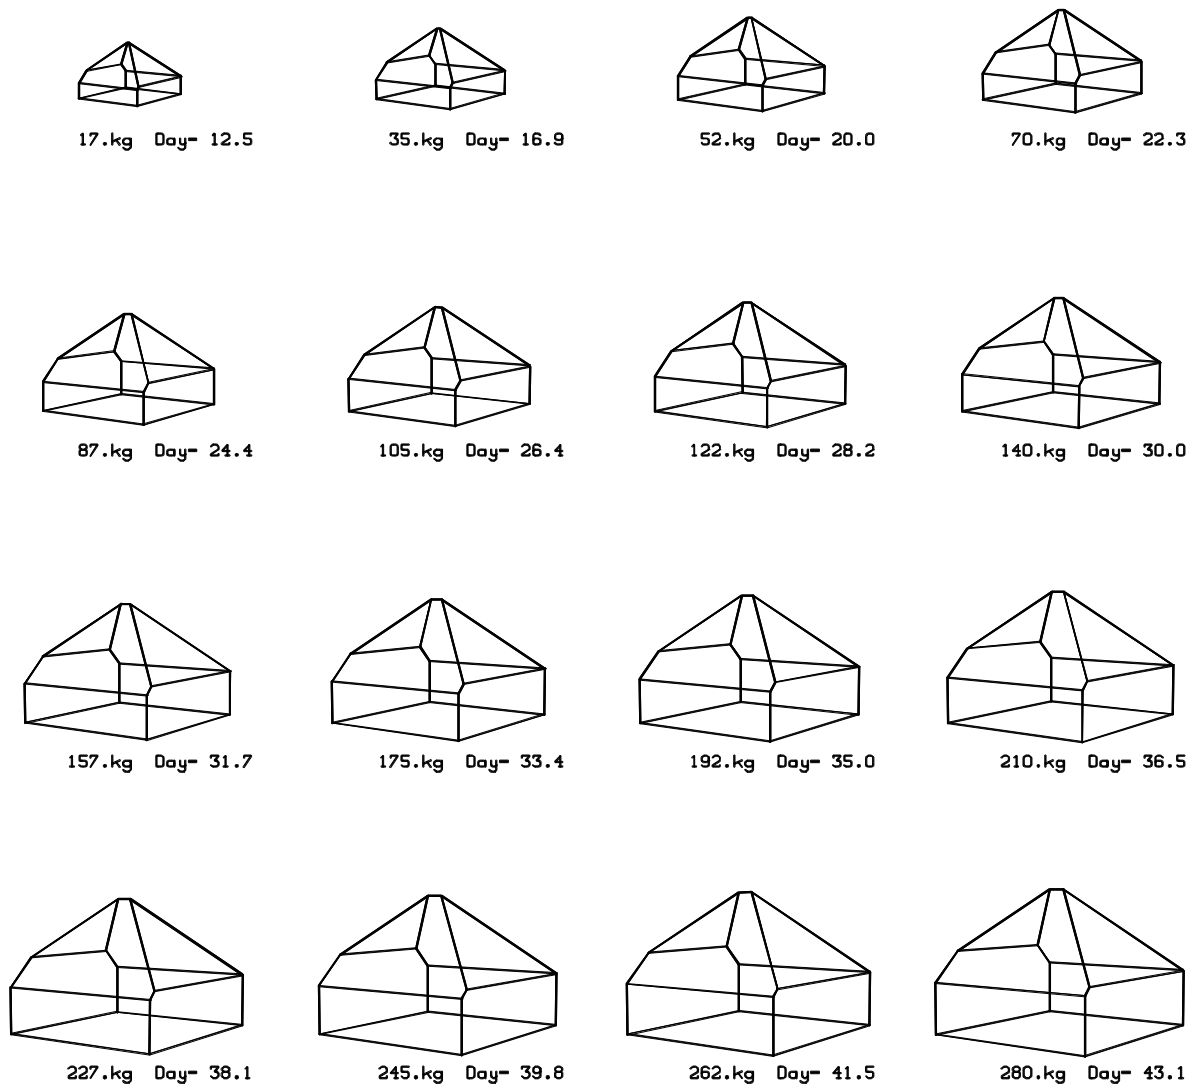 17.kg Day- 12.5
35.kg Day- 16.9
52.kg Day- 20.0
70.kg Day- 22.3
87.kg Day- 24.4
105.kg Day- 26.4
122.kg Day- 28.2
140.kg Day- 30.0
157.kg Day- 31.7
175.kg Day- 33.4
192.kg Day- 35.0
210.kg Day- 36.5
227.kg Day- 38.1
245.kg Day- 39.8
262.kg Day- 41.5
280.kg Day- 43.1